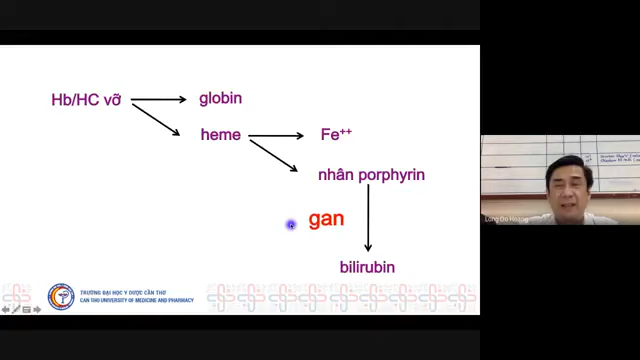 Hb/HC vỡ
globin
heme
Fe++
nhân porphyrin
gan
bilirubin
TRƯỜNG ĐẠI HỌC Y DƯỢC CẦN THƠ
CAN THO UNIVERSITY OF MEDICINE AND PHARMACY